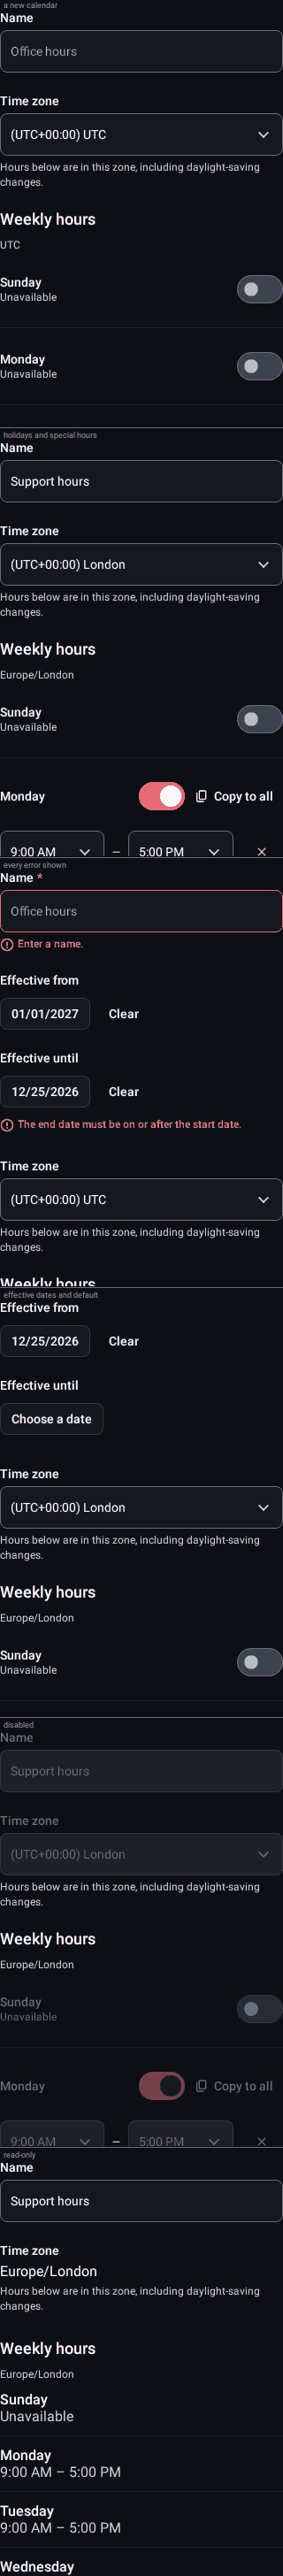 a new calendar
Name
Office hours
Time zone
(UTC+00:00) UTC
Hours below are in this zone, including daylight-saving
changes.
Weekly hours
UTC
Sunday
Unavailable
Monday
Unavailable
holidays and special hours
Name
Support hours
Time zone
(UTC+00:00) London
Hours below are in this zone, including daylight-saving
changes.
Weekly hours
Europe/London
Sunday
Unavailable
Monday
Copy to all
9:00 AM – 5:00 PM ×
every error shown
Name *
Office hours
Enter a name.
Effective from
01/01/2027 Clear
Effective until
12/25/2026 Clear
The end date must be on or after the start date.
Time zone
(UTC+00:00) UTC
Hours below are in this zone, including daylight-saving
changes.
Weekly hours
effective dates and default
Effective from
12/25/2026 Clear
Effective until
Choose a date
Time zone
(UTC+00:00) London
Hours below are in this zone, including daylight-saving
changes.
Weekly hours
Europe/London
Sunday
Unavailable
disabled
Name
Support hours
Time zone
(UTC+00:00) London
Hours below are in this zone, including daylight-saving
changes.
Weekly hours
Europe/London
Sunday
Unavailable
Monday
Copy to all
9:00 AM – 5:00 PM ×
read-only
Name
Support hours
Time zone
Europe/London
Hours below are in this zone, including daylight-saving
changes.
Weekly hours
Europe/London
Sunday
Unavailable
Monday
9:00 AM – 5:00 PM
Tuesday
9:00 AM – 5:00 PM
Wednesday